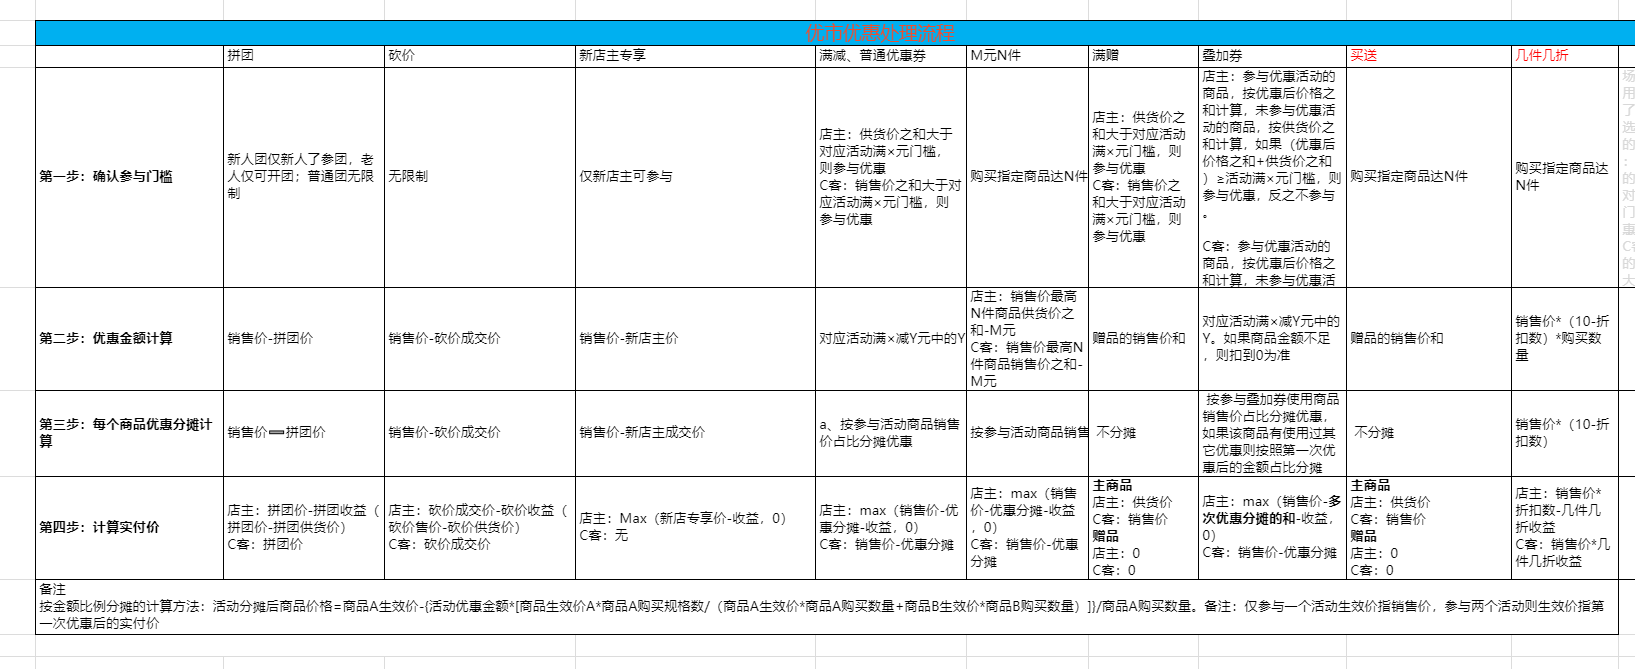 优市优惠处理流程
拼团
砍价
新店主专享
满减、普通优惠券
M元N件
满赠
叠加券
买送
几件几折
第一步：确认参与门槛
新人团仅新人了参团，老
人仅可开团；普通团无限
制
无限制
仅新店主可参与
店主：供货价之和大于
对应活动满×元门槛，
则参与优惠
C客：销售价之和大于对
应活动满×元门槛，则
参与优惠
购买指定商品达N件
店主：供货价之
和大于对应活动
满×元门槛，则
参与优惠
C客：销售价之
和大于对应活动
满×元门槛，则
参与优惠
店主：参与优惠活动的
商品，按优惠后价格之
和计算，未参与优惠活
动的商品，按供货价之
和计算，如果（优惠后
价格之和+供货价之和
）≥活动满×元门槛，则
参与优惠，反之不参与
。
C客：参与优惠活动的
商品，按优惠后价格之
和计算，未参与优惠活
购买指定商品达N件
购买指定商品达
N件
场
用
了
选
的
：
的
对
门
惠
C客
的
大
第二步：优惠金额计算
销售价-拼团价
销售价-砍价成交价
销售价-新店主价
对应活动满×减Y元中的Y
店主：销售价最高
N件商品供货价之
和-M元
C客：销售价最高N
件商品销售价之和-
M元
赠品的销售价和
对应活动满×减Y元中的
Y。如果商品金额不足
，则扣到0为准
赠品的销售价和
销售价*（10-折
扣数）*购买数
量
第三步：每个商品优惠分摊计
算
销售价➖拼团价
销售价-砍价成交价
销售价-新店主成交价
a、按参与活动商品销售
价占比分摊优惠
按参与活动商品销售
不分摊
按参与叠加券使用商品
销售价占比分摊优惠，
如果该商品有使用过其
它优惠则按照第一次优
惠后的金额占比分摊
不分摊
销售价*（10-折
扣数）
第四步：计算实付价
店主：拼团价-拼团收益（
拼团价-拼团供货价）
C客：拼团价
店主：砍价成交价-砍价收益（
砍价售价-砍价供货价）
C客：砍价成交价
店主：Max（新店专享价-收益，0）
C客：无
店主：max（销售价-优
惠分摊-收益，0）
C客：销售价-优惠分摊
店主：max（销售
价-优惠分摊-收益
，0）
C客：销售价-优惠
分摊
主商品
店主：供货价
C客：销售价
赠品
店主：0
C客：0
店主：max（销售价-多
次优惠分摊的和-收益，
0）
C客：销售价-优惠分摊
主商品
店主：供货价
C客：销售价
赠品
店主：0
C客：0
店主：销售价*
折扣数-几件几
折收益
C客：销售价*几
件几折收益
备注
按金额比例分摊的计算方法：活动分摊后商品价格=商品A生效价-{活动优惠金额*[商品生效价A*商品A购买规格数/（商品A生效价*商品A购买数量+商品B生效价*商品B购买数量）]}/商品A购买数量。备注：仅参与一个活动生效价指销售价，参与两个活动则生效价指第
一次优惠后的实付价